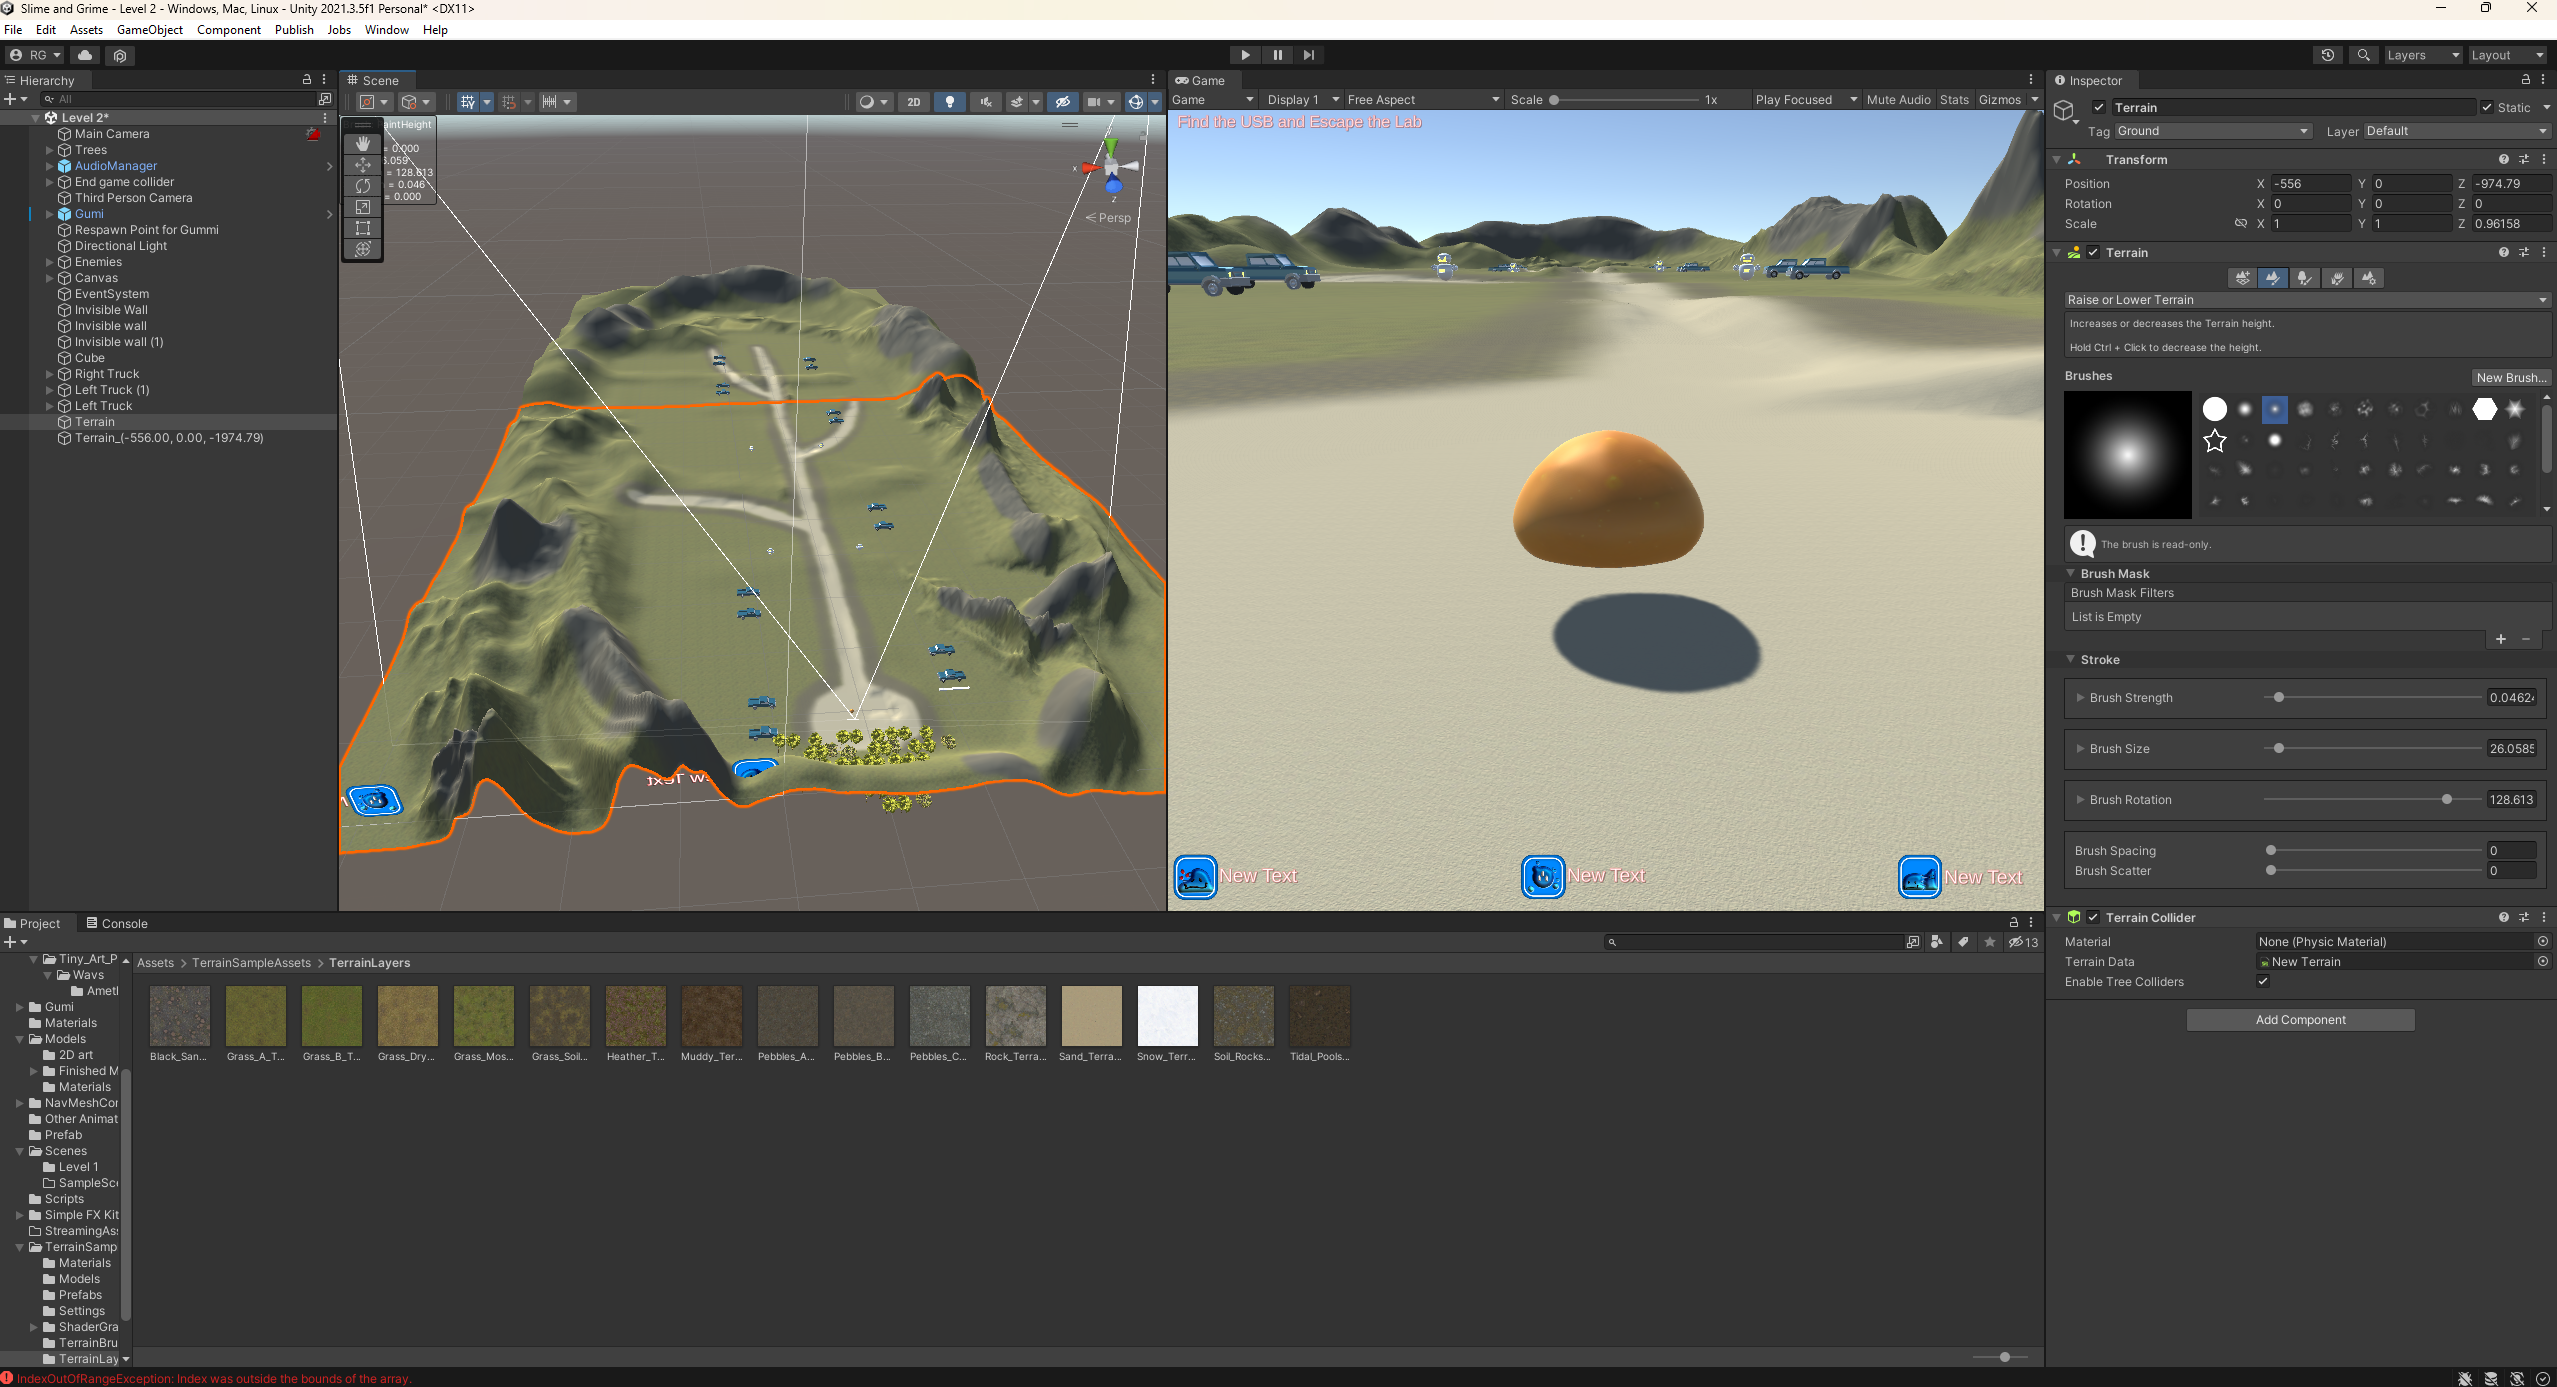 Slime and Grime - Level 2 - Windows, Mac, Linux - Unity 2021.3.5f1 Personal* <DX11>
File Edit Assets GameObject Component Publish Jobs Window Help
RG Layers Layout
Hierarchy
All
Level 2*
Main Camera
Trees
AudioManager
End game collider
Third Person Camera
Gumi
Respawn Point for Gummi
Directional Light
Enemies
Canvas
EventSystem
Invisible Wall
Invisible wall
Invisible wall (1)
Cube
Right Truck
Left Truck (1)
Left Truck
Terrain
Terrain_(-556.00, 0.00, -1974.79)
Scene
2D
aintHeight
= 0.000
6.059
= 128.613
= 0.046
= 0.000
x
z
Persp
w Text
Game
Game Display 1 Free Aspect Scale 1x Play Focused Mute Audio Stats Gizmos
Find the USB and Escape the Lab
New Text New Text New Text
Inspector
Terrain Static
Tag Ground Layer Default
Transform
Position X -556 Y 0 Z -974.79
Rotation X 0 Y 0 Z 0
Scale X 1 Y 1 Z 0.96158
Terrain
Raise or Lower Terrain
Increases or decreases the Terrain height.
Hold Ctrl + Click to decrease the height.
Brushes New Brush...
The brush is read-only.
Brush Mask
Brush Mask Filters
List is Empty
Stroke
Brush Strength 0.0462
Brush Size 26.0585
Brush Rotation 128.613
Brush Spacing 0
Brush Scatter 0
Terrain Collider
Material None (Physic Material)
Terrain Data New Terrain
Enable Tree Colliders
Add Component
Project Console
13
Tiny_Art_P
Wavs
Ametl
Gumi
Materials
Models
2D art
Finished M
Materials
NavMeshCor
Other Animat
Prefab
Scenes
Level 1
SampleSce
Scripts
Simple FX Kit
StreamingAss
TerrainSamp
Materials
Models
Prefabs
Settings
ShaderGra
TerrainBru
TerrainLay
Assets > TerrainSampleAssets > TerrainLayers
Black_San... Grass_A_T... Grass_B_T... Grass_Dry... Grass_Mos... Grass_Soil... Heather_T... Muddy_Ter... Pebbles_A... Pebbles_B... Pebbles_C... Rock_Terra... Sand_Terra... Snow_Terr... Soil_Rocks... Tidal_Pools...
IndexOutOfRangeException: Index was outside the bounds of the array.